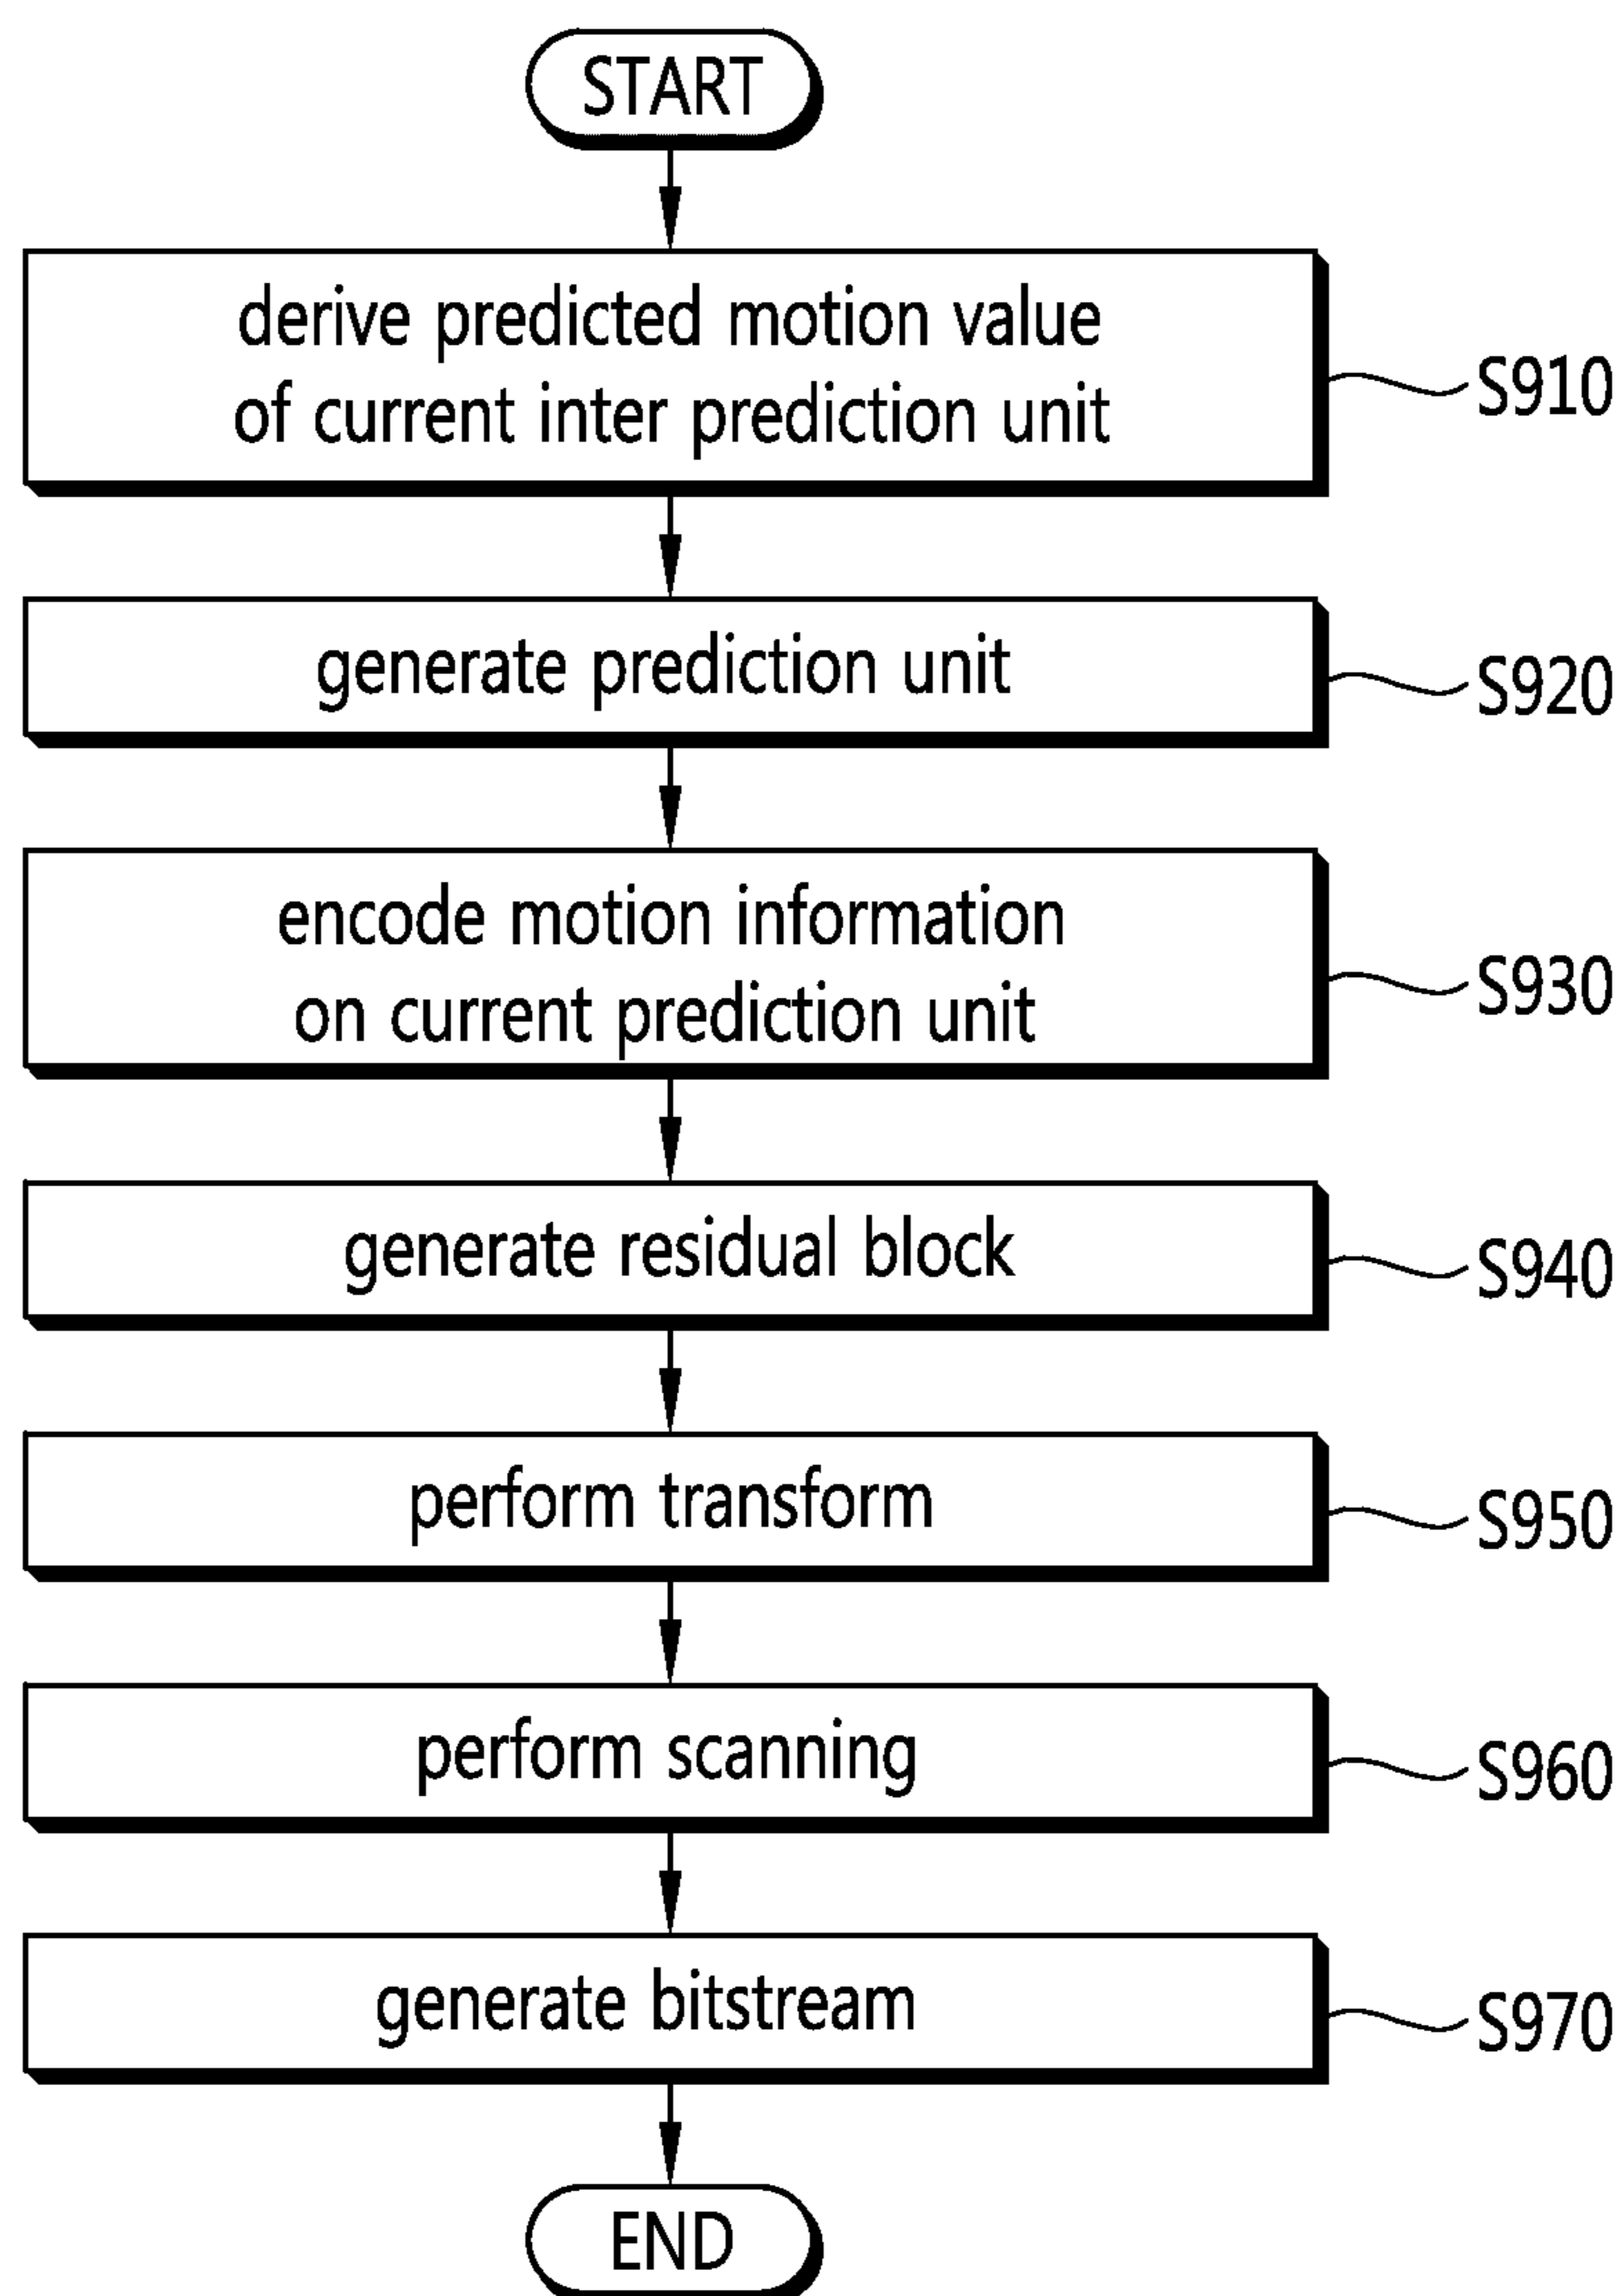 START
derive predicted motion value
of current inter prediction unit
S910
generate prediction unit
S920
encode motion information
on current prediction unit
S930
generate residual block
S940
perform transform
S950
perform scanning
S960
generate bitstream
S970
END